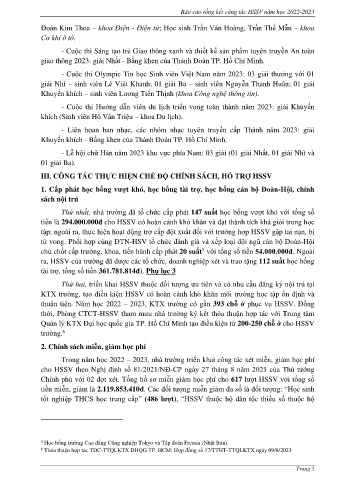 Báo cáo tổng kết công tác HSSV năm học 2022-2023
Đoàn Kim Thoa – khoa Điện - Điện tử; Học sinh Trần Văn Hoàng, Trần Thế Mẫn – khoa
Cơ khí ô tô.
- Cuộc thi Sáng tạo trẻ Giao thông xanh và thiết kế sản phẩm tuyên truyền An toàn
giao thông 2023: giải Nhất - Bằng khen của Thành Đoàn TP. Hồ Chí Minh.
- Cuộc thi Olympic Tin học Sinh viên Việt Nam năm 2023: 03 giải thưởng với 01
giải Nhì – sinh viên Lê Việt Khanh; 01 giải Ba – sinh viên Nguyễn Thanh Huân; 01 giải
Khuyến khích – sinh viên Lương Tiến Thịnh (khoa Công nghệ thông tin).
- Cuộc thi Hướng dẫn viên du lịch triển vọng toàn thành năm 2023: giải Khuyến
khích (Sinh viên Hồ Văn Triệu – khoa Du lịch).
- Liên hoan ban nhạc, các nhóm nhạc tuyên truyền cấp Thành năm 2023: giải
Khuyến khích - Bằng khen của Thành Đoàn TP. Hồ Chí Minh.
- Lễ hội chữ Hán năm 2023 khu vực phía Nam: 03 giải (01 giải Nhất, 01 giải Nhì và
01 giải Ba).
III. CÔNG TÁC THỰC HIỆN CHẾ ĐỘ CHÍNH SÁCH, HỖ TRỢ HSSV
1. Cấp phát học bổng vượt khó, học bổng tài trợ, học bổng cán bộ Đoàn-Hội, chính
sách nội trú
Thứ nhất, nhà trường đã tổ chức cấp phát 147 suất học bổng vượt khó với tổng số
tiền là 294.000.000đ cho HSSV có hoàn cảnh khó khăn và đạt thành tích khá giỏi trong học
tập; ngoài ra, thực hiện hoạt động trợ cấp đột xuất đối với trường hợp HSSV gặp tai nạn, bị
tử vong. Phối hợp cùng ĐTN-HSV tổ chức đánh giá và xếp loại đội ngũ cán bộ Đoàn-Hội
chủ chốt cấp trường, khoa, tiến hành cấp phát 20 suất⁵ với tổng số tiền 54.000.000đ. Ngoài
ra, HSSV của trường đã được các tổ chức, doanh nghiệp xét và trao tặng 112 suất học bổng
tài trợ, tổng số tiền 361.781.814đ). Phụ lục 3
Thứ hai, triển khai HSSV thuộc đối tượng ưu tiên và có nhu cầu đăng ký nội trú tại
KTX trường, tạo điều kiện HSSV có hoàn cảnh khó khăn môi trường học tập ổn định và
thuận tiện. Năm học 2022 – 2023, KTX trường có gần 393 chỗ ở phục vụ HSSV. Đồng
thời, Phòng CTCT-HSSV tham mưu nhà trường ký kết thỏa thuận hợp tác với Trung tâm
Quản lý KTX Đại học quốc gia TP. Hồ Chí Minh tạo điều kiện từ 200-250 chỗ ở cho HSSV
trường.⁶
2. Chính sách miễn, giảm học phí
Trong năm học 2022 – 2023, nhà trường triển khai công tác xét miễn, giảm học phí
cho HSSV theo Nghị định số 81/2021/NĐ-CP ngày 27 tháng 8 năm 2021 của Thủ tướng
Chính phủ với 02 đợt xét. Tổng hồ sơ miễn giảm học phí cho 617 lượt HSSV với tổng số
tiền miễn, giảm là 2.119.853.410đ. Các đối tượng miễn giảm đa số là đối tượng: “Học sinh
tốt nghiệp THCS học trung cấp” (486 lượt), “HSSV thuộc hộ dân tộc thiểu số thuộc hộ
⁵ Học bổng trường Cao đẳng Công nghiệp Tokyo và Tập đoàn Fecon (Nhật Bản).
⁶ Thỏa thuận hợp tác TDC-TTQLKTX ĐHQG TP. HCM: Hợp đồng số 17/TTHT-TTQLKTX ngày 09/8/2023
Trang 5